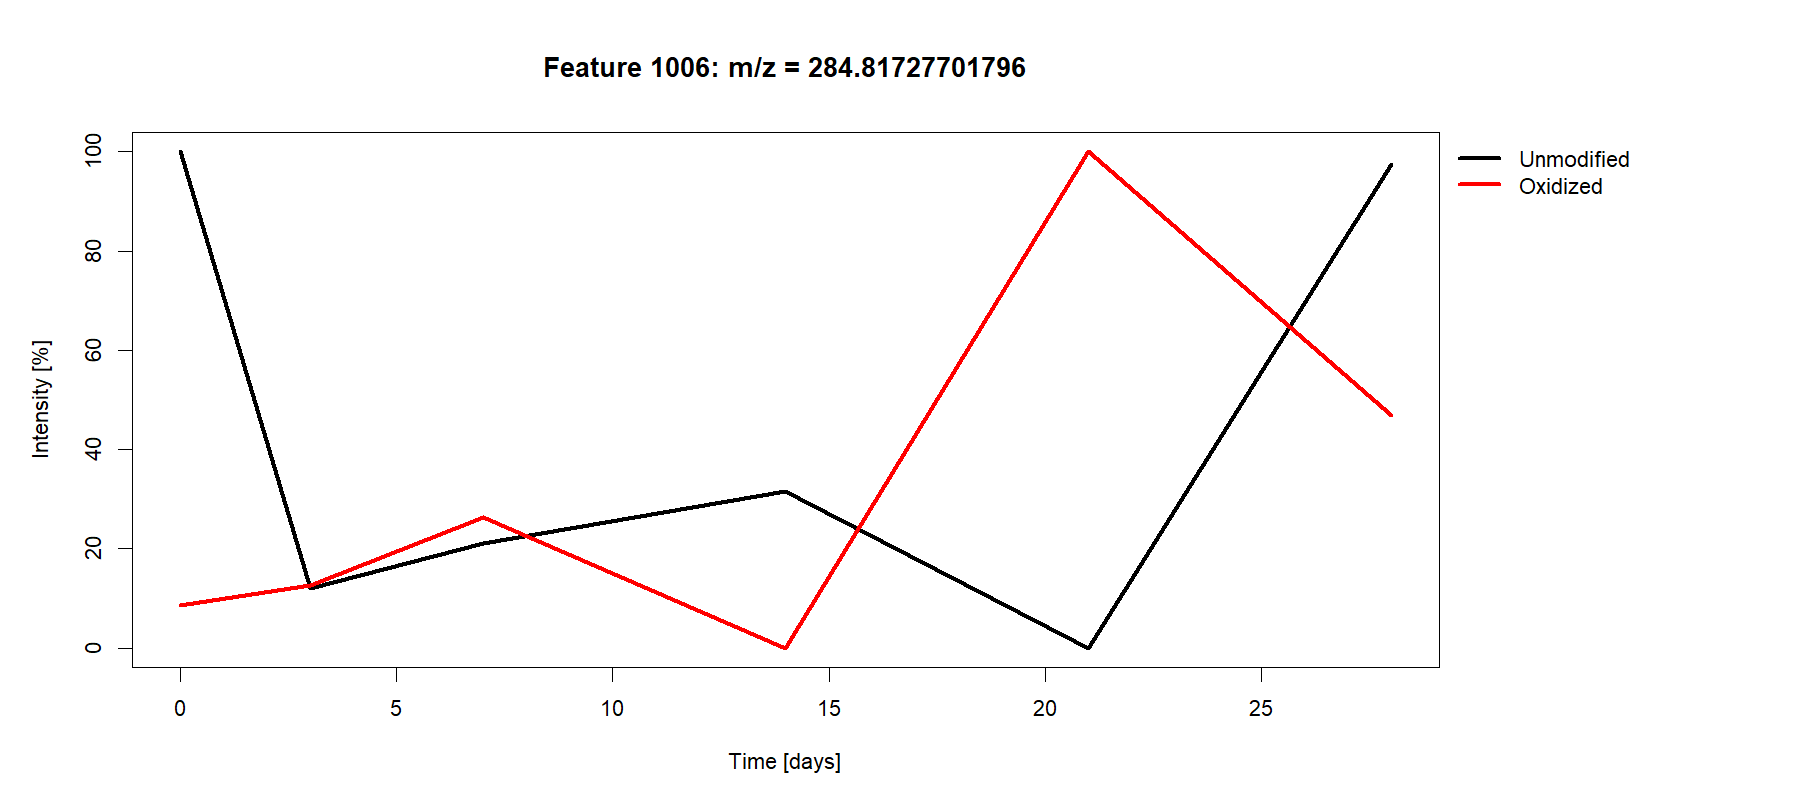 Feature 1006: m/z = 284.81727701796
Unmodified
Oxidized
Intensity [%]
100
80
60
40
20
0
0 5 10 15 20 25
Time [days]